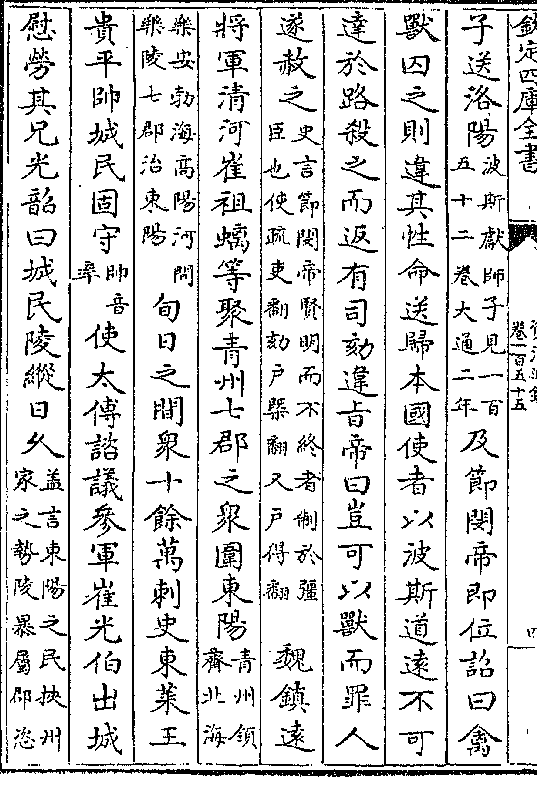 欽定四庫全書
資治通鑑
卷一百五十五
四
子送洛陽波斯獻師子見一百五十二卷大通二年及節閔帝即位詔曰禽
獸囚之則違其性命送歸本國使者以波斯道逺不可
達於路殺之而返有司劾違㫖帝曰豈可以獸而罪人
遂赦之史言節閔帝賢明而不終者制於彊臣也使疏吏翻劾戸槩翻又戸得翻魏鎮逺
將軍清河崔祖螭等聚青州七郡之衆圍東陽青州領齊北海
樂安勃海高陽河間樂陵七郡治東陽旬日之間衆十餘萬刺史東萊王
貴平帥城民固守帥音率使太傅諮議參軍崔光伯出城
慰勞其兄光韶曰城民陵縱日久蓋言東陽之民挾州家之勢陵暴屬郡恣